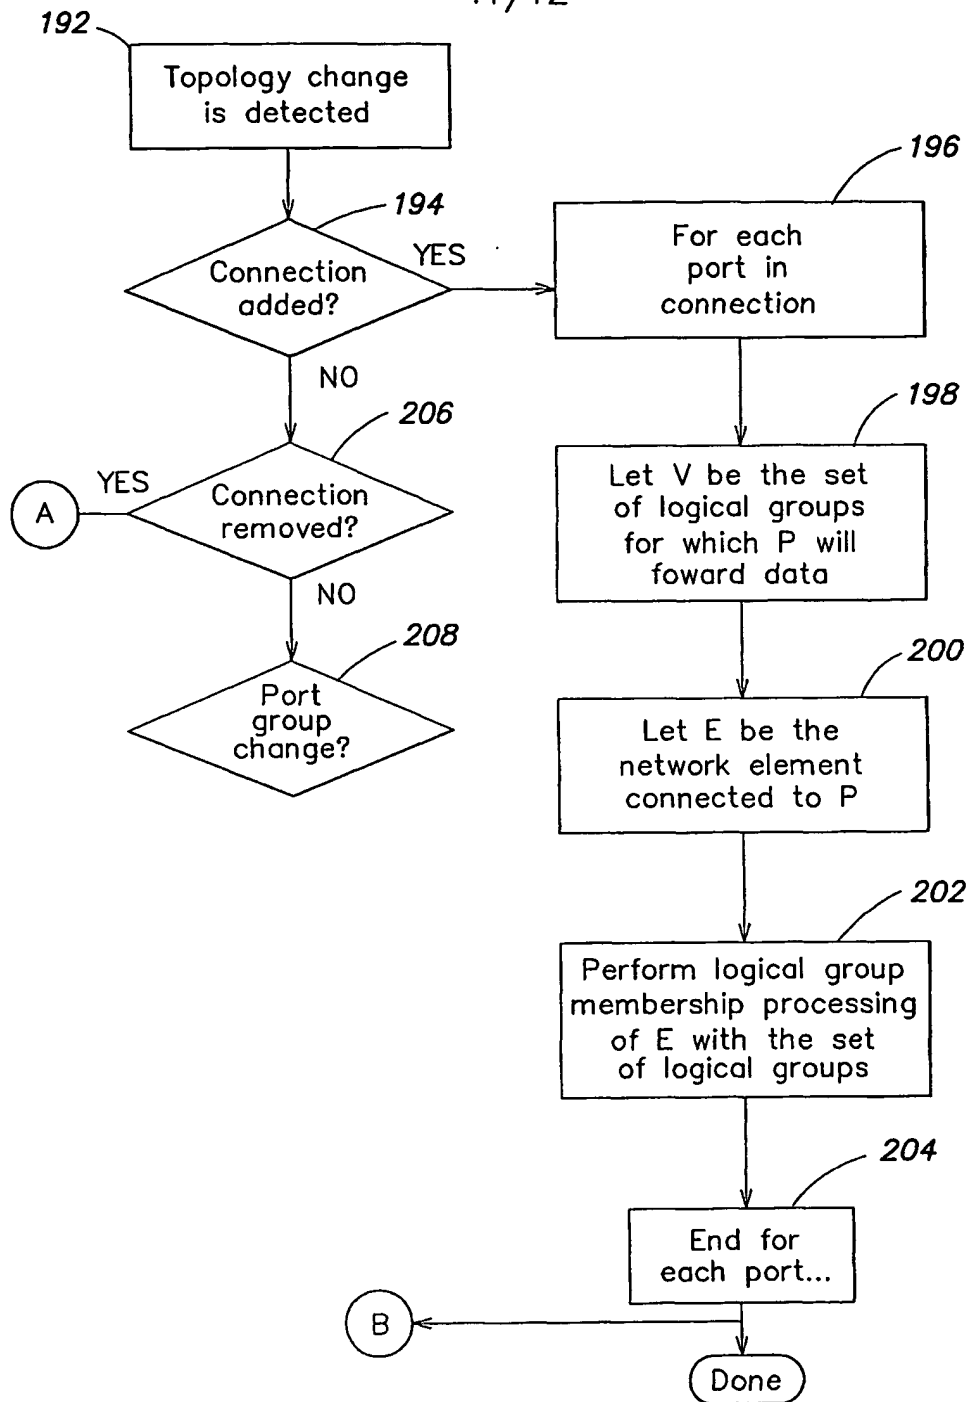 192
Topology change
is detected
194
Connection
added?
YES
NO
196
For each
port in
connection
198
Let V be the set
of logical groups
for which P will
foward data
206
Connection
removed?
YES
A
NO
208
Port
group
change?
200
Let E be the
network element
connected to P
202
Perform logical group
membership processing
of E with the set
of logical groups
204
End for
each port...
B
Done